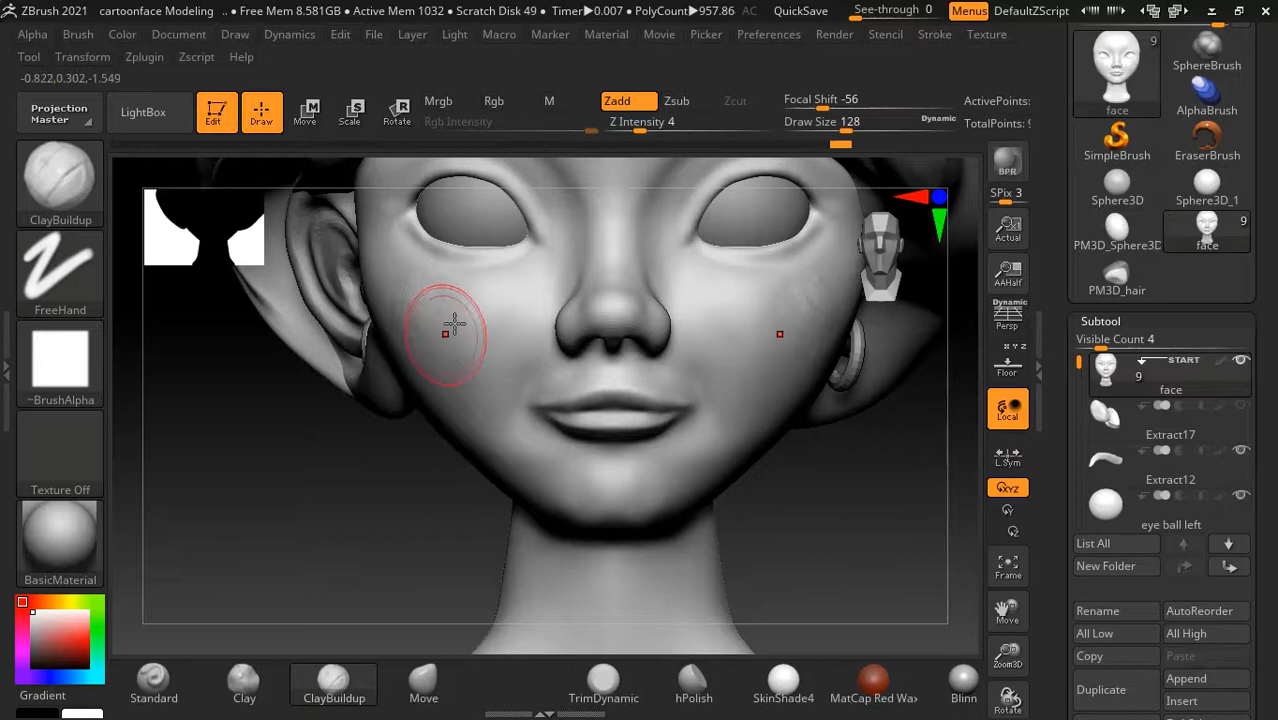 ZBrush 2021 cartoonface Modeling .. • Free Mem 8.581GB • Active Mem 1032 • Scratch Disk 49 • Timer▶0.007 • PolyCount▶957.86 AC QuickSave See-through 0 Menus DefaultZScript
Alpha Brush Color Document Draw Dynamics Edit File Layer Light Macro Marker Material Movie Picker Preferences Render Stencil Stroke Texture
Tool Transform Zplugin Zscript Help
-0.822,0.302,-1.549
Projection
Master
LightBox
Edit
Draw
Move
Scale
Rotate
Mrgb Rgb M
Rgb Intensity
Zadd Zsub Zcut
Z Intensity 4
Focal Shift -56
Draw Size 128
Dynamic
ActivePoints:
TotalPoints: 9
ClayBuildup
FreeHand
~BrushAlpha
Texture Off
BasicMaterial
Gradient
BPR
SPix 3
Actual
AAHalf
Dynamic
Persp
X Y Z
Floor
Local
L.Sym
XYZ
Y
Z
Frame
Move
Zoom3D
Rotate
9
face
SphereBrush
AlphaBrush
SimpleBrush
EraserBrush
Sphere3D
Sphere3D_1
PM3D_Sphere3D
9
face
PM3D_hair
Subtool
Visible Count 4
START
9
face
Extract17
Extract12
eye ball left
List All
New Folder
Rename
AutoReorder
All Low
All High
Copy
Paste
Duplicate
Append
Insert
Standard
Clay
ClayBuildup
Move
TrimDynamic
hPolish
SkinShade4
MatCap Red Wax
Blinn